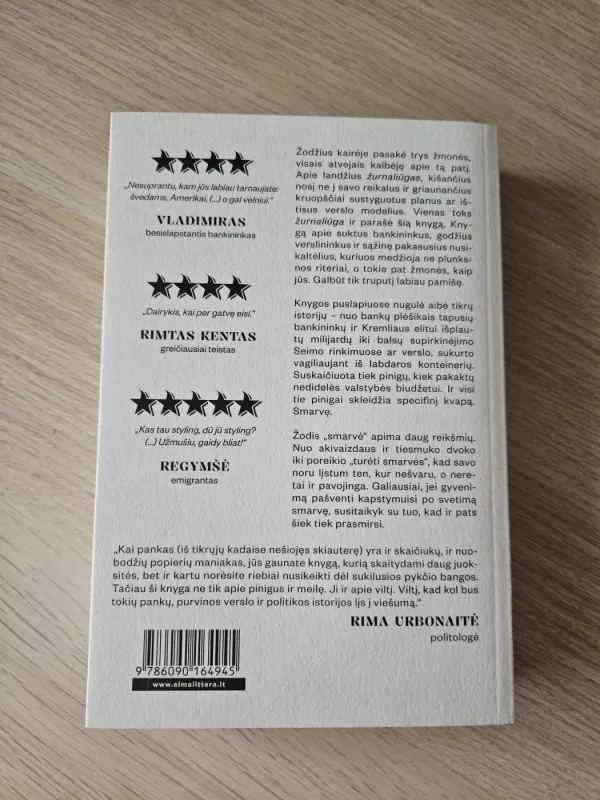 „Nesuprantu, kam jūs labiau tarnaujate:
švedams, Amerikai, (...) o gal velniui."
VLADIMIRAS
besislapstantis bankininkas
„Dairykis, kai per gatvę eisi."
RIMTAS KENTAS
greičiausiai teistas
„Kas tau styling, dū jū styling?
(...) Užmušiu, gaidy bliat!"
REGYMŠĖ
emigrantas
Žodžius kairėje pasakė trys žmonės,
visais atvejais kalbėję apie tą patį.
Apie landžius žurnaliūgas, kišančius
nosį ne į savo reikalus ir griaunančius
kruopščiai sustyguotus planus ar iš-
tisus verslo modelius. Vienas toks
žurnaliūga ir parašė šią knygą. Kny-
gą apie suktus bankininkus, godžius
verslininkus ir sąžinę pakasusius nusi-
kaltėlius, kuriuos medžioja ne plunks-
nos riteriai, o tokie pat žmonės, kaip
jūs. Galbūt tik truputį labiau pamišę.
Knygos puslapiuose nugulė aibė tikrų
istorijų – nuo bankų plėšikais tapusių
bankininkų ir Kremliaus elitui išplau-
tų milijardų iki balsų supirkinėjimo
Seimo rinkimuose ar verslo, sukurto
vagiliaujant iš labdaros konteinerių.
Suskaičiuota tiek pinigų, kiek pakaktų
nedidelės valstybės biudžetui. Ir visi
tie pinigai skleidžia specifinį kvapą.
Smarvę.
Žodis „smarvė" apima daug reikšmių.
Nuo akivaizdaus ir tiesmuko dvoko
iki poreikio „turėti smarvės", kad savo
noru lįstum ten, kur nešvaru, o nere-
tai ir pavojinga. Galiausiai, jei gyveni-
mą pašventi kapstymuisi po svetimą
smarvę, susitaikyk su tuo, kad ir pats
šiek tiek prasmirsi.
„Kai pankas (iš tikrųjų kadaise nešiojęs skiauterę) yra ir skaičiukų, ir nuo-
bodžių popierių maniakas, jūs gaunate knygą, kurią skaitydami daug juok-
sitės, bet ir kartu norėsite riebiai nusikeikti dėl sukilusios pykčio bangos.
Tačiau ši knyga ne tik apie pinigus ir meilę. Ji ir apie viltį. Viltį, kad kol bus
tokių pankų, purvinos verslo ir politikos istorijos lįs į viešumą."
RIMA URBONAITĖ
politologė
9 786090 164945
www.almalittera.lt